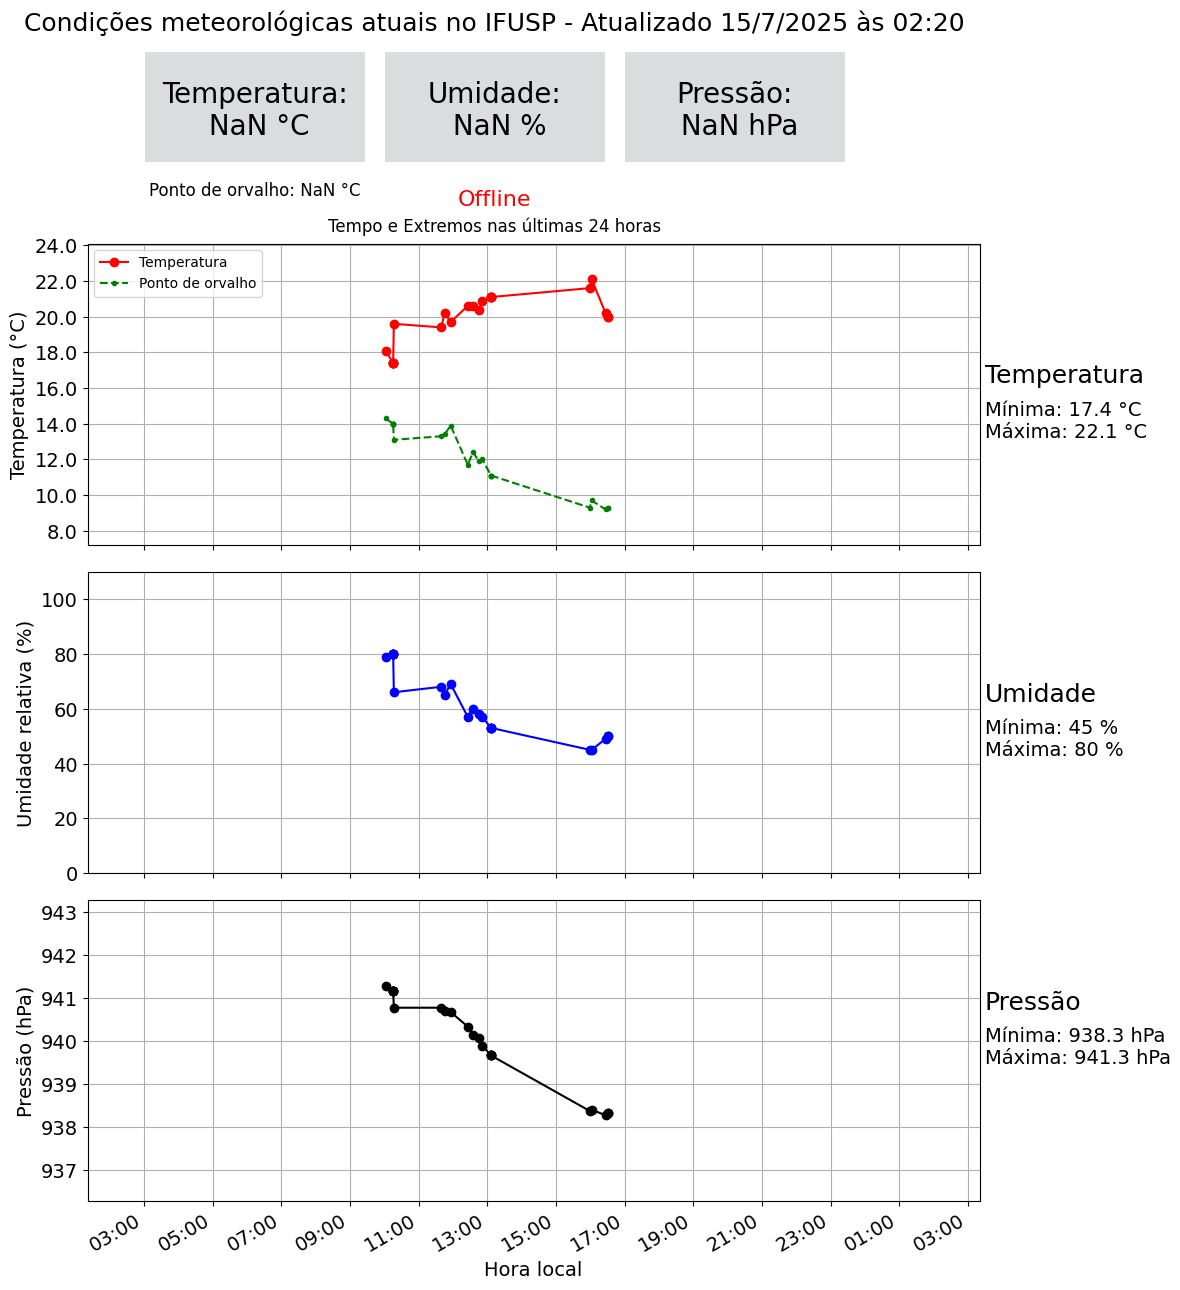 Condições meteorológicas atuais no IFUSP - Atualizado 15/7/2025 às 02:20
Temperatura:
NaN °C
Umidade:
NaN %
Pressão:
NaN hPa
Ponto de orvalho: NaN °C
Offline
Tempo e Extremos nas últimas 24 horas
Temperatura
Ponto de orvalho
Temperatura (°C)
24.0
22.0
20.0
18.0
16.0
14.0
12.0
10.0
8.0
Temperatura
Mínima: 17.4 °C
Máxima: 22.1 °C
Umidade relativa (%)
100
80
60
40
20
0
Umidade
Mínima: 45 %
Máxima: 80 %
Pressão (hPa)
943
942
941
940
939
938
937
Pressão
Mínima: 938.3 hPa
Máxima: 941.3 hPa
03:00 05:00 07:00 09:00 11:00 13:00 15:00 17:00 19:00 21:00 23:00 01:00 03:00
Hora local